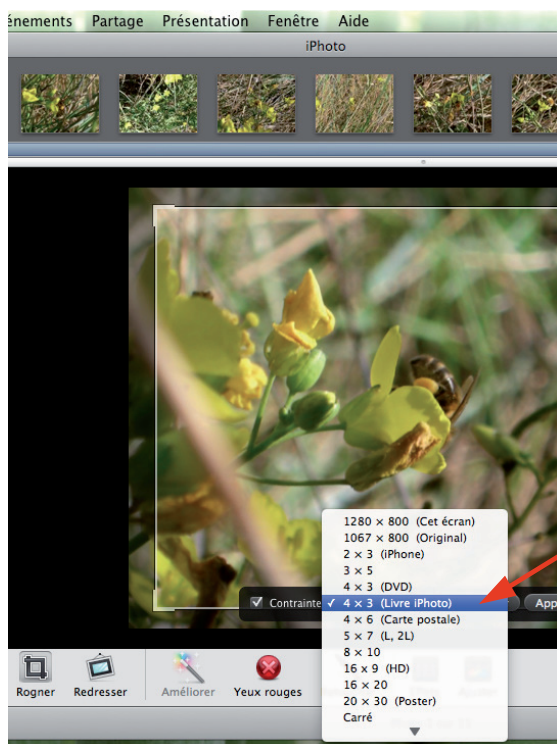 énements Partage Présentation Fenêtre Aide
iPhoto
1280 × 800 (Cet écran)
1067 × 800 (Original)
2 × 3 (iPhone)
3 × 5
4 × 3 (DVD)
Contrainte ✓ 4 × 3 (Livre iPhoto) App
4 × 6 (Carte postale)
5 × 7 (L, 2L)
8 × 10
16 × 9 (HD)
16 × 20
20 × 30 (Poster)
Carré
Rogner Redresser Améliorer Yeux rouges